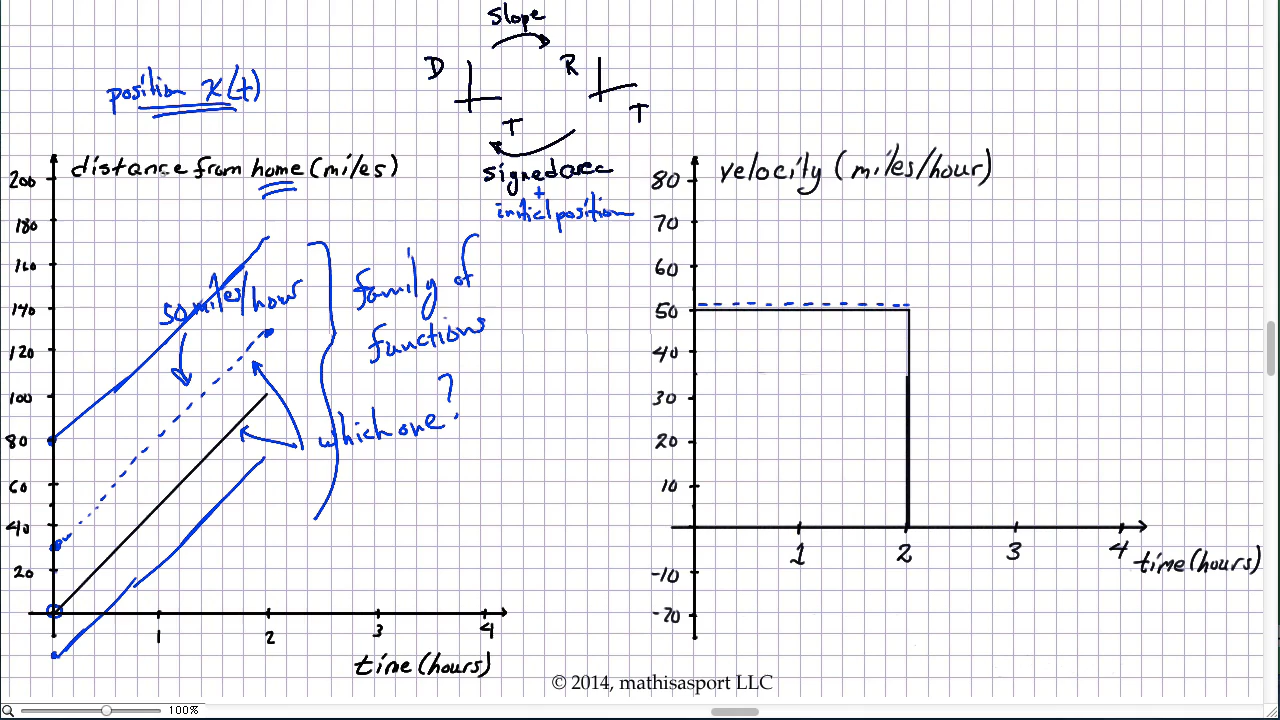 slope
D
R
T
T
position x(t)
signed area
+
initial position
distance from home (miles)
200
180
160
140
120
100
80
60
40
20
1
2
3
4
time (hours)
50 miles/hour
family of
functions
which one?
velocity (miles/hour)
80
70
60
50
40
30
20
10
-10
-20
1
2
3
4
time (hours)
© 2014, mathisasport LLC
100%